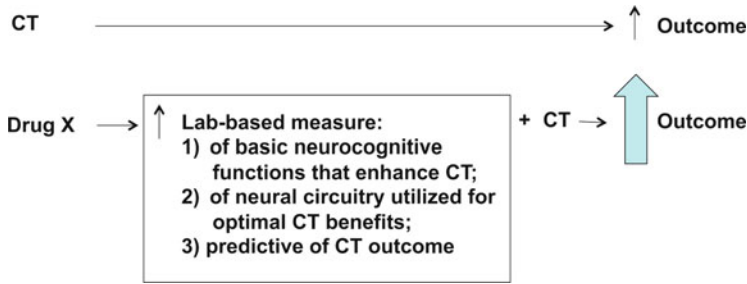 CT Outcome
Drug X Lab-based measure: + CT Outcome
1) of basic neurocognitive
functions that enhance CT;
2) of neural circuitry utilized for
optimal CT benefits;
3) predictive of CT outcome